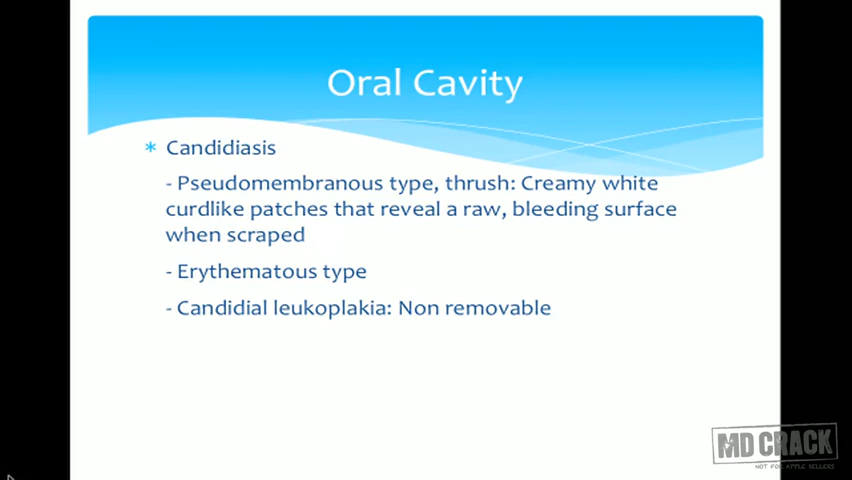 Oral Cavity
* Candidiasis
- Pseudomembranous type, thrush: Creamy white
curdlike patches that reveal a raw, bleeding surface
when scraped
- Erythematous type
- Candidial leukoplakia: Non removable
MD CRACK
NOT FOR APPLE SELLERS